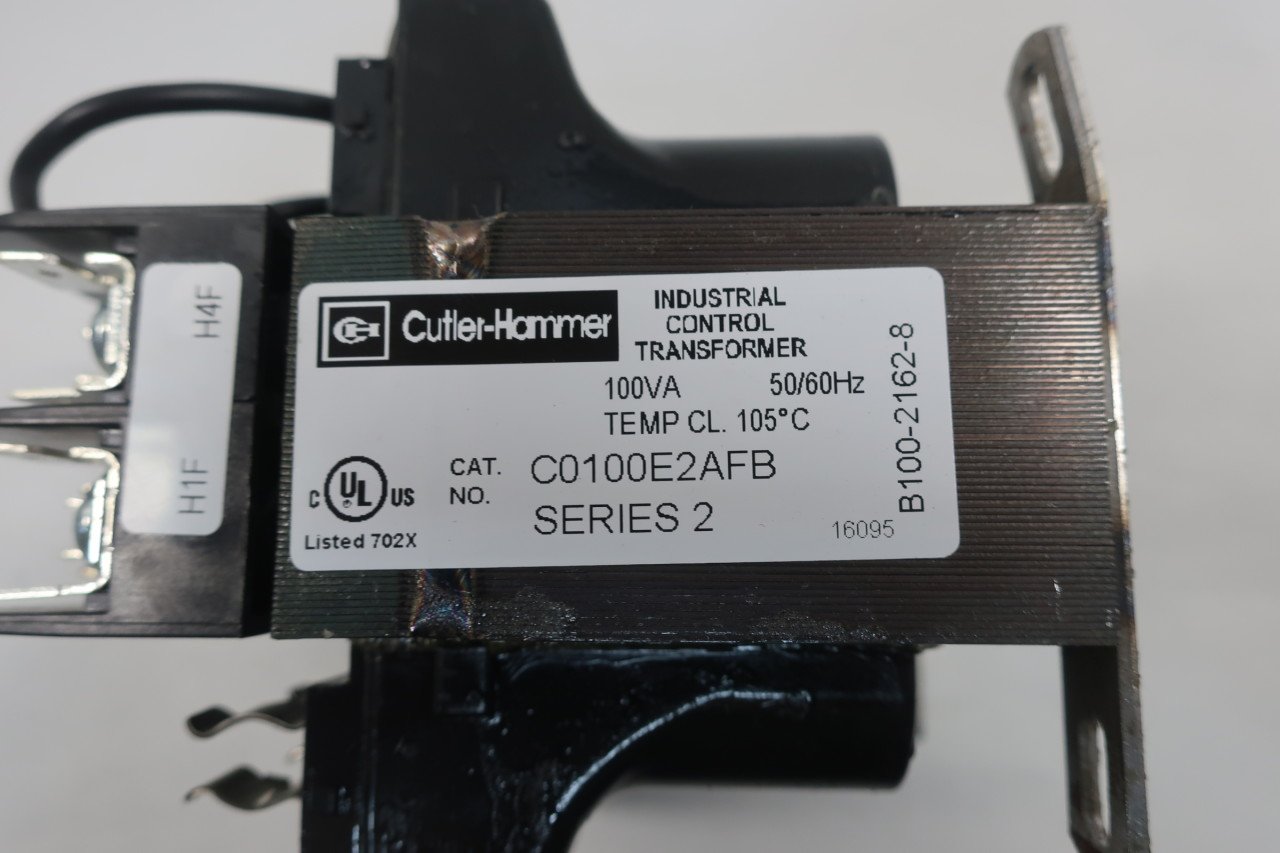 H4F
H1F
CH Cutler-Hammer
INDUSTRIAL
CONTROL
TRANSFORMER
100VA 50/60Hz
TEMP CL. 105°C
C UL US
Listed 702X
CAT. NO. C0100E2AFB
SERIES 2
16095
B100-2162-8